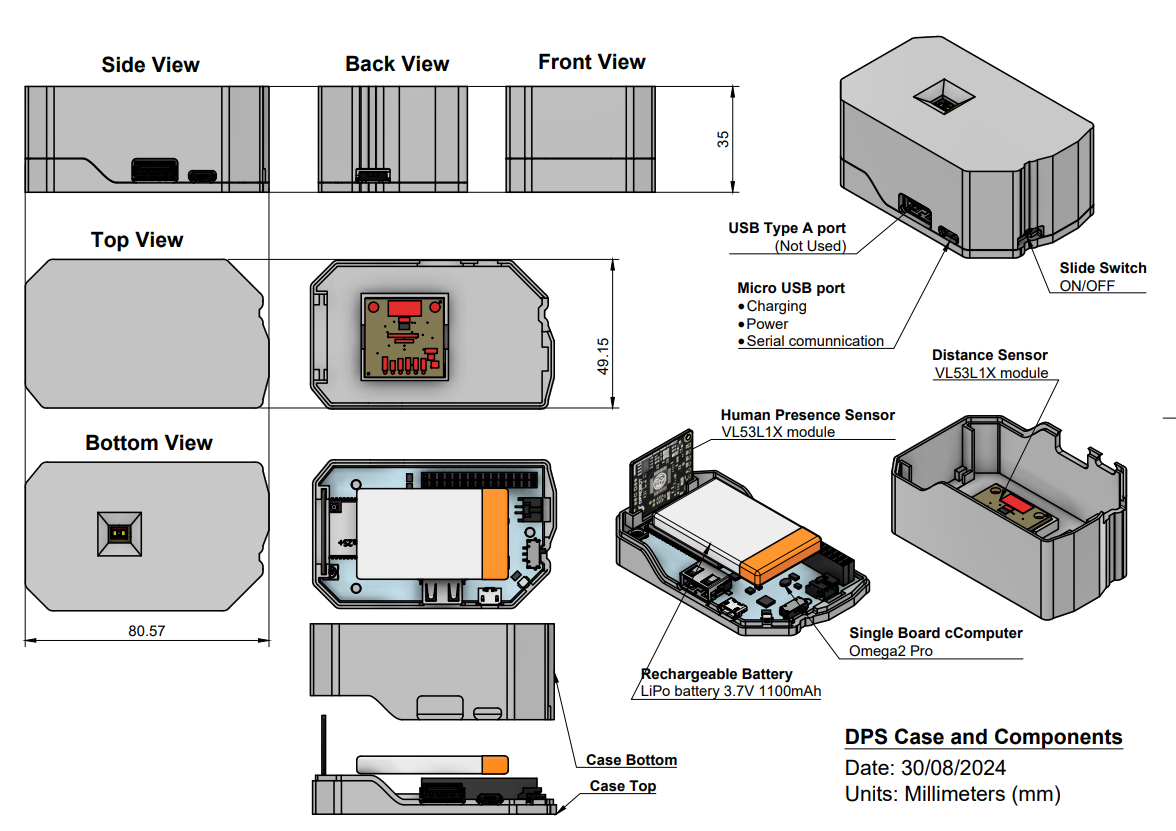 Side View
Back View
Front View
35
USB Type A port
(Not Used)
Slide Switch
ON/OFF
Micro USB port
Charging
Power
Serial comunnication
Top View
49.15
Distance Sensor
VL53L1X module
Human Presence Sensor
VL53L1X module
Bottom View
80.57
Single Board cComputer
Omega2 Pro
Rechargeable Battery
LiPo battery 3.7V 1100mAh
Case Bottom
Case Top
DPS Case and Components
Date: 30/08/2024
Units: Millimeters (mm)